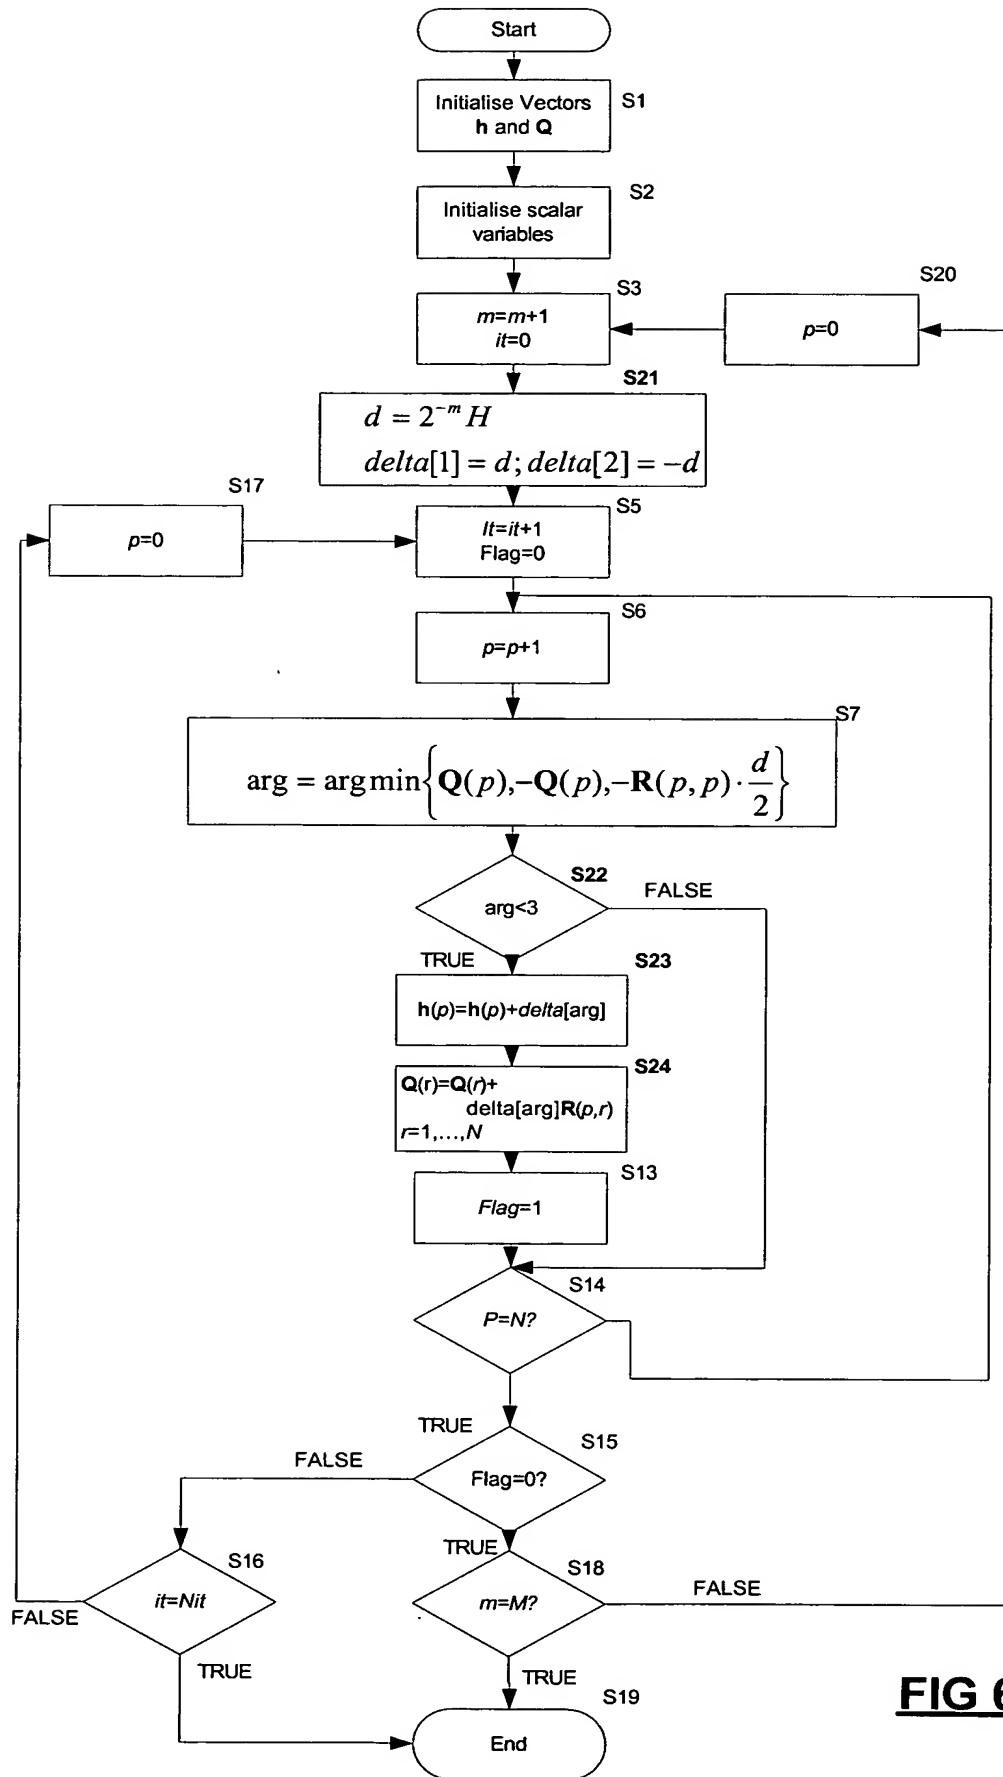 Start
Initialise Vectors
h and Q
S1
Initialise scalar
variables
S2
m=m+1
it=0
S3
p=0
S20
S21
d = 2^{-m} H
delta[1] = d; delta[2] = -d
S17
p=0
S5
It=it+1
Flag=0
S6
p=p+1
S7
arg = arg min{Q(p),-Q(p),-R(p, p) · d/2}
S22
arg<3
FALSE
TRUE
S23
h(p)=h(p)+delta[arg]
S24
Q(r)=Q(r)+
delta[arg]R(p,r)
r=1,...,N
S13
Flag=1
S14
P=N?
TRUE
S15
FALSE
Flag=0?
TRUE
S16
it=Nit
FALSE
TRUE
S18
m=M?
FALSE
TRUE
S19
End
FIG 6